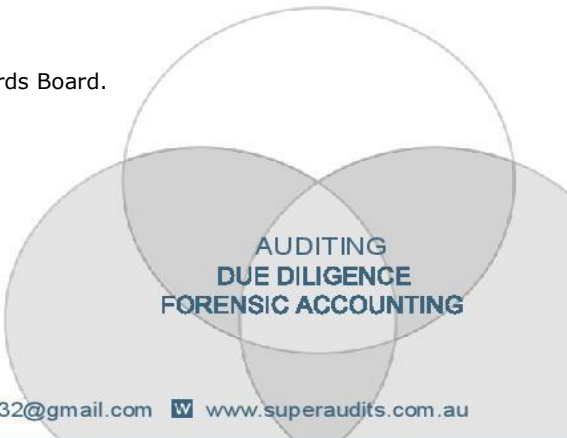 rds Board.
AUDITING
DUE DILIGENCE
FORENSIC ACCOUNTING
32@gmail.com W www.superaudits.com.au